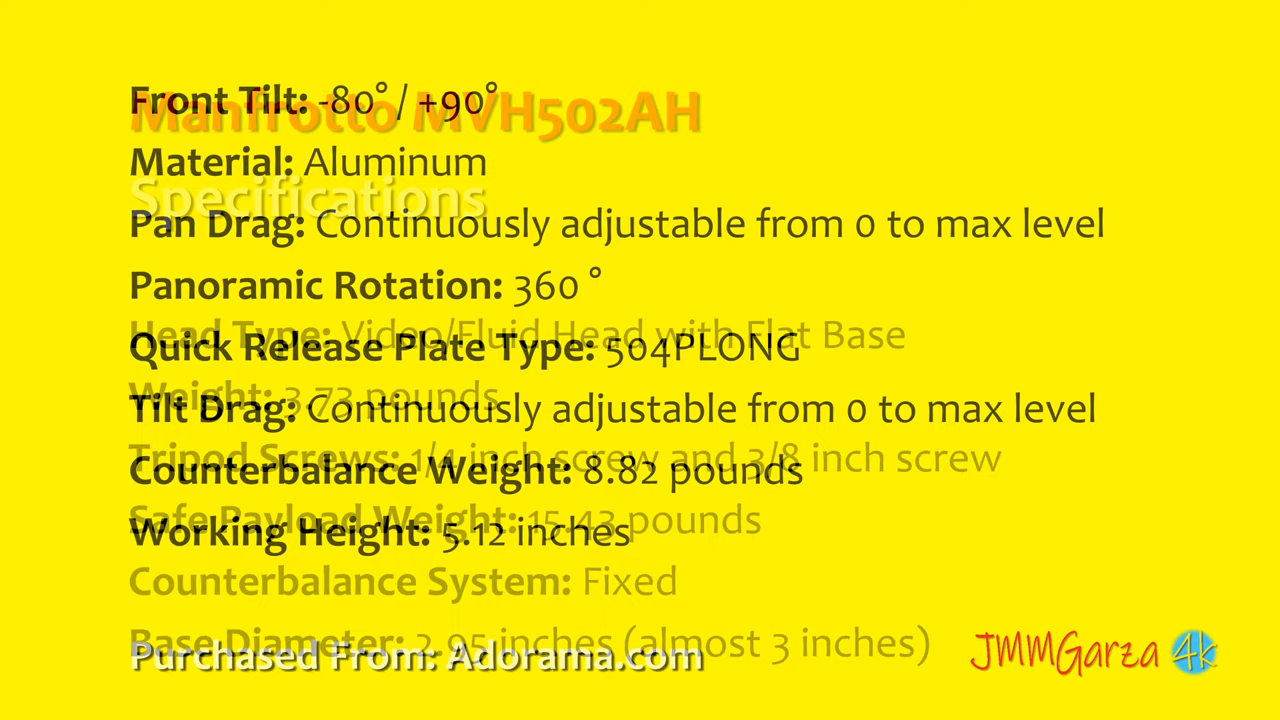 Front Tilt: -80° / +90°
Manfrotto MVH502AH
Material: Aluminum
Specifications
Pan Drag: Continuously adjustable from 0 to max level
Panoramic Rotation: 360 °
Head Type: Video/Fluid Head with Flat Base
Quick Release Plate Type: 504PLONG
Weight: 3.73 pounds
Tilt Drag: Continuously adjustable from 0 to max level
Tripod Screws: 1/4 inch screw and 3/8 inch screw
Counterbalance Weight: 8.82 pounds
Safe Payload Weight: 15.43 pounds
Working Height: 5.12 inches
Counterbalance System: Fixed
Base Diameter: 2.95 inches (almost 3 inches)
Purchased From: Adorama.com
JMMGarza 4k